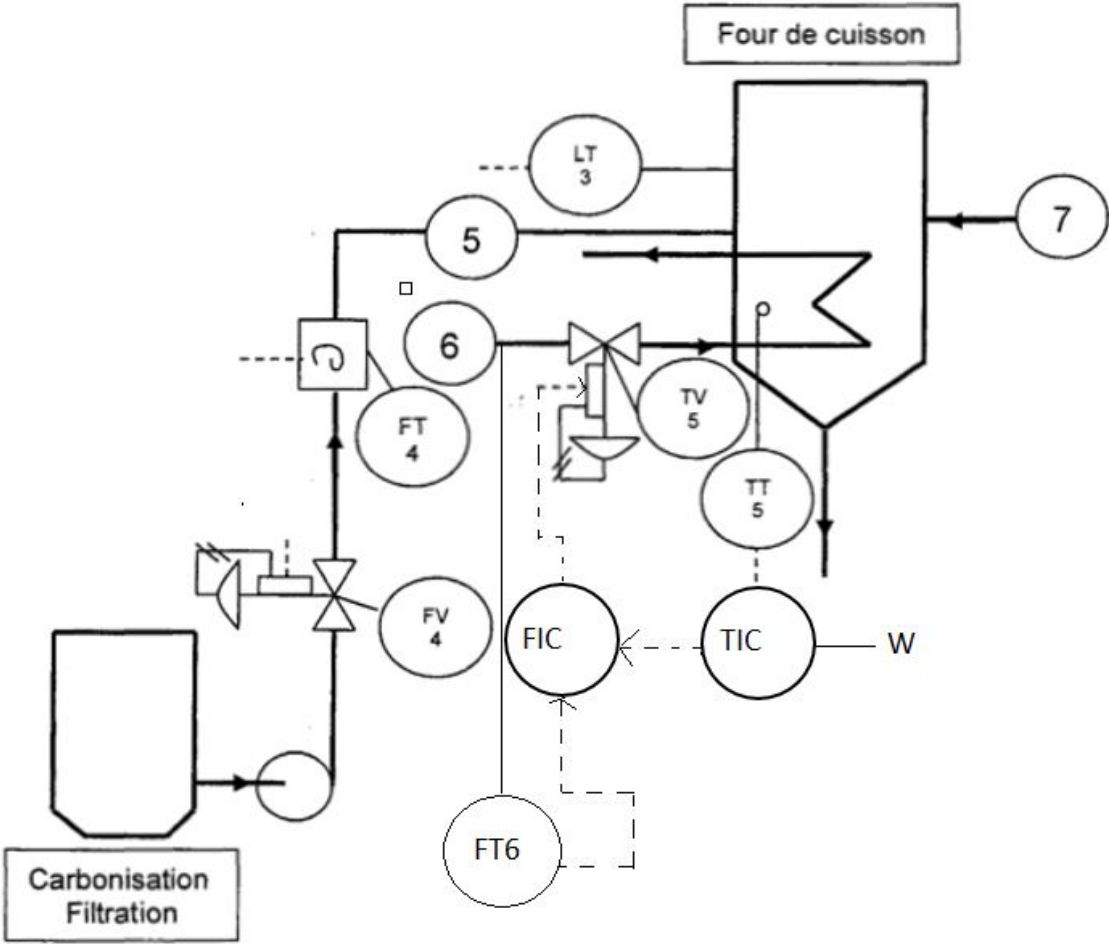 Four de cuisson
LT
3
5
7
6
TV
5
FT
4
TT
5
FV
4
FIC
TIC
W
FT6
Carbonisation
Filtration